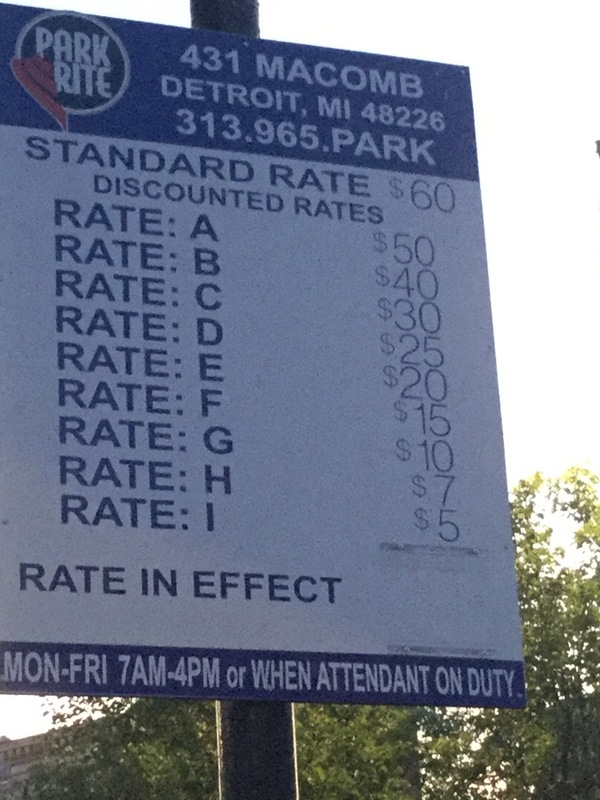 PARK
RITE
431 MACOMB
DETROIT, MI 48226
313.965.PARK
STANDARD RATE $60
DISCOUNTED RATES
RATE: A $50
RATE: B $40
RATE: C $30
RATE: D $25
RATE: E $20
RATE: F $15
RATE: G $10
RATE: H $7
RATE: I $5
RATE IN EFFECT
MON-FRI 7AM-4PM or WHEN ATTENDANT ON DUTY